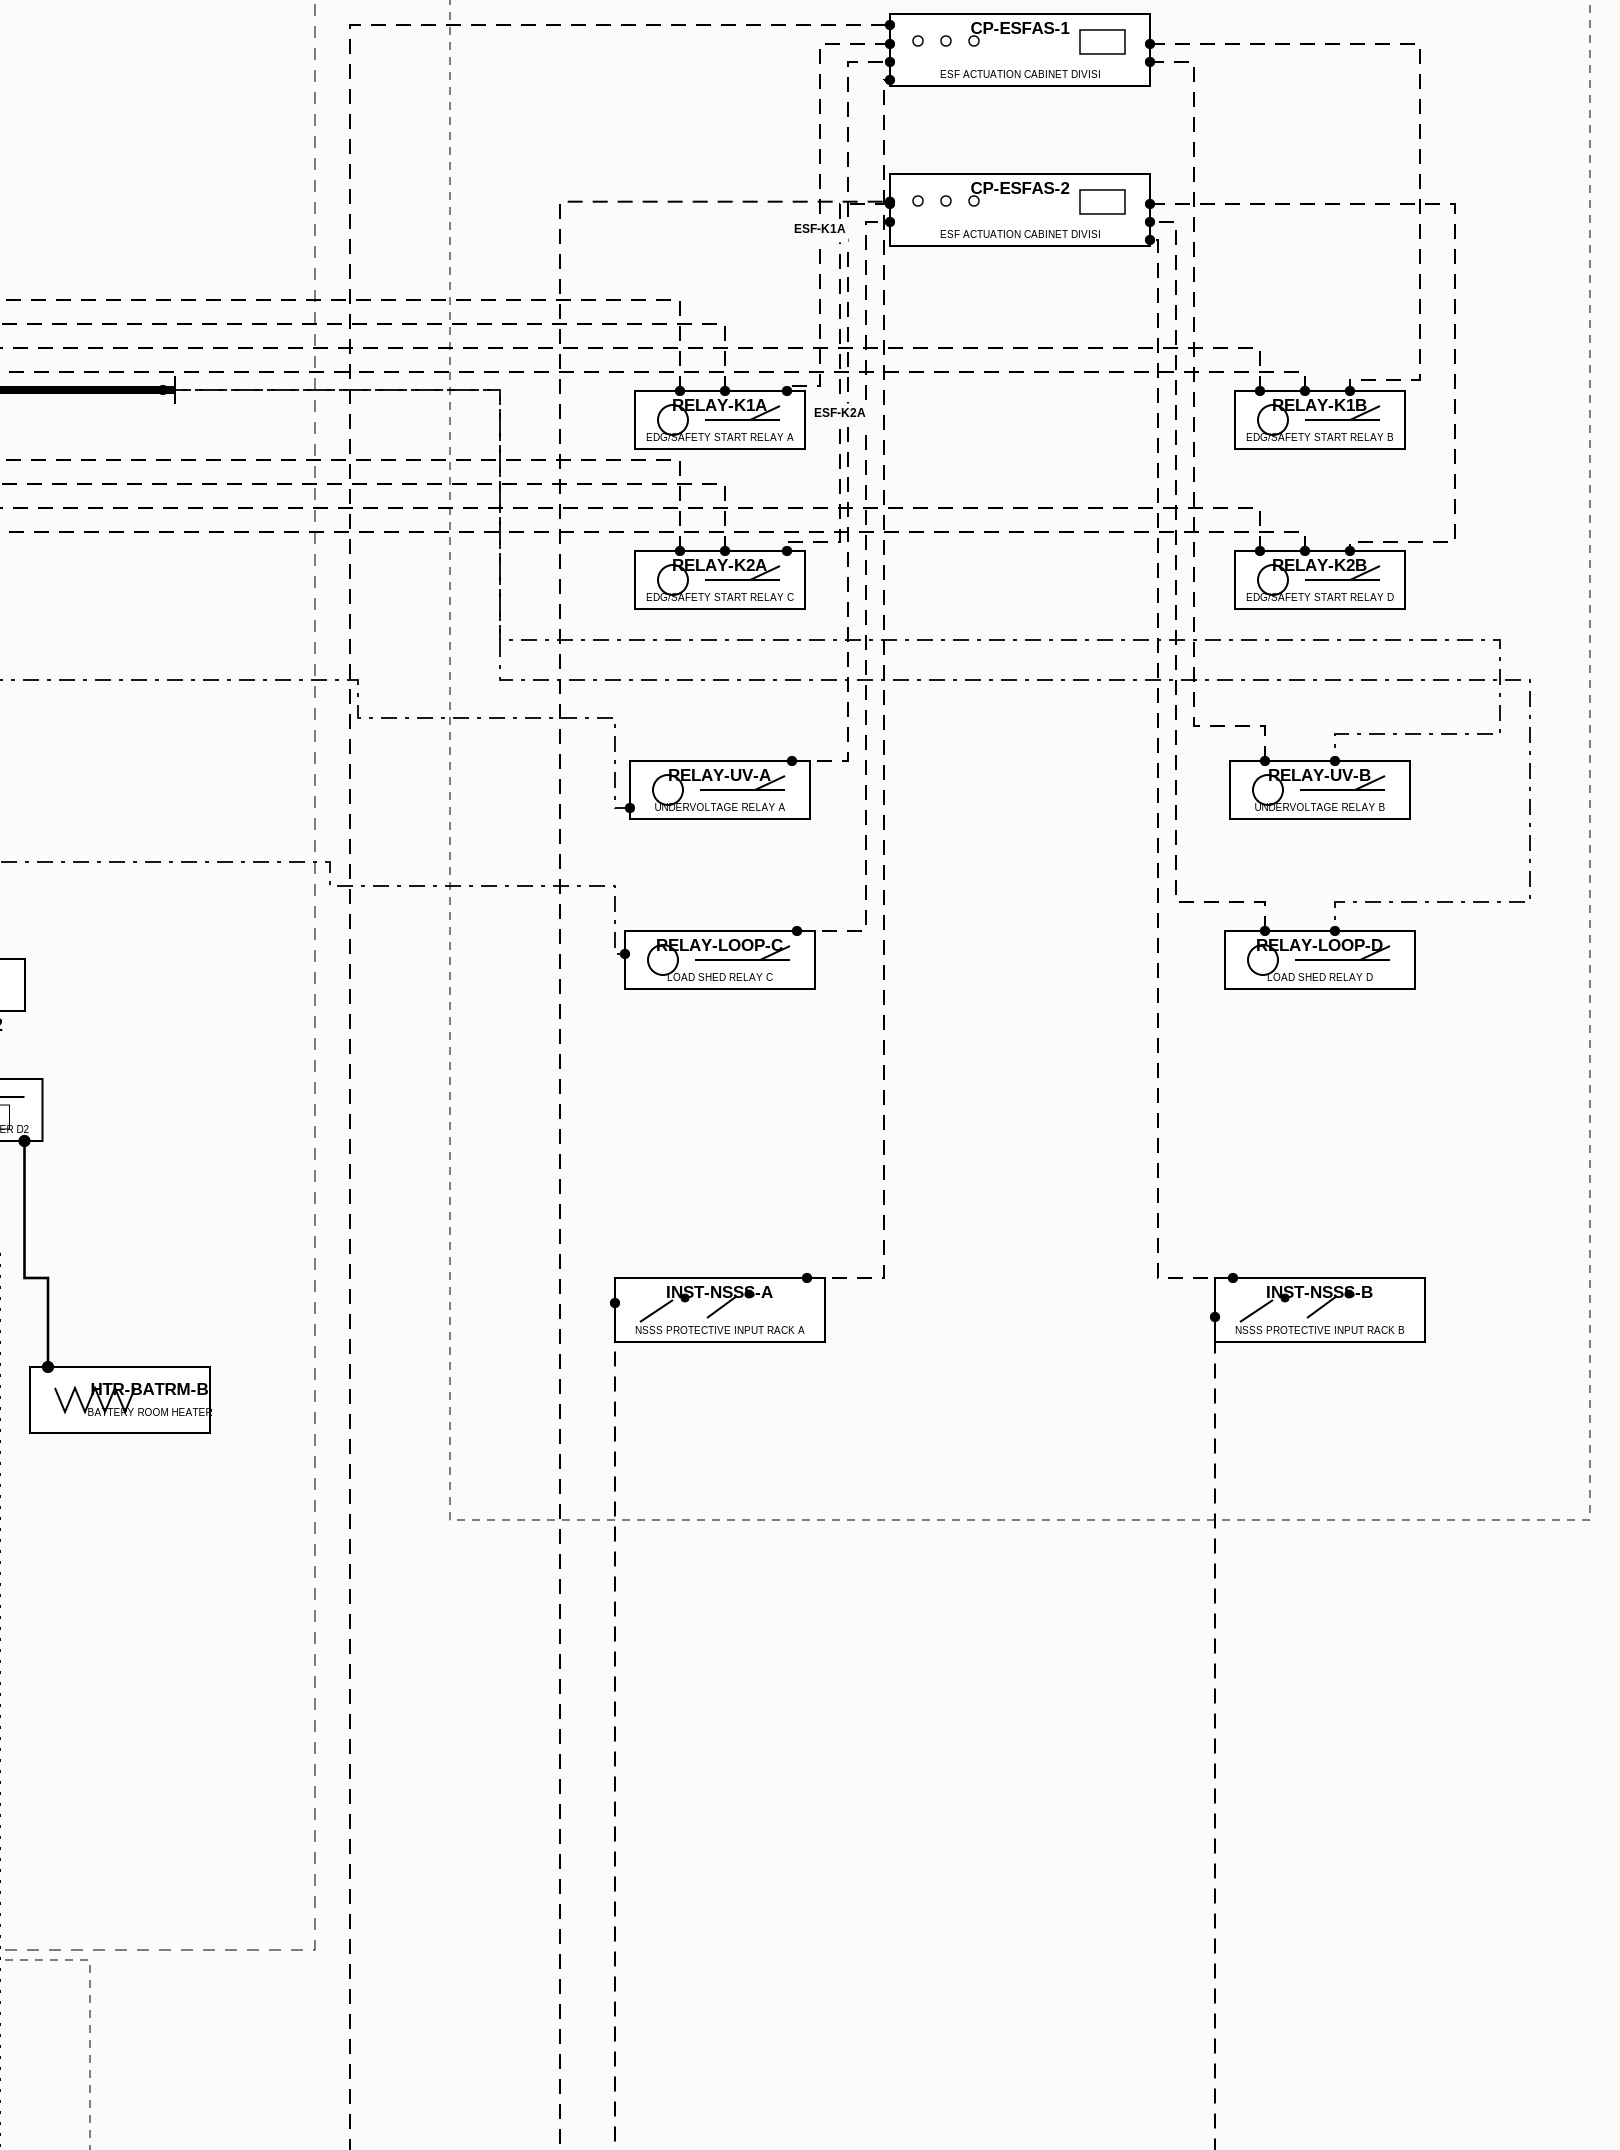 CP-ESFAS-1
ESF ACTUATION CABINET DIVISI
CP-ESFAS-2
ESF ACTUATION CABINET DIVISI
ESF-K1A
RELAY-K1A
EDG/SAFETY START RELAY A
ESF-K2A
RELAY-K1B
EDG/SAFETY START RELAY B
RELAY-K2A
EDG/SAFETY START RELAY C
RELAY-K2B
EDG/SAFETY START RELAY D
RELAY-UV-A
UNDERVOLTAGE RELAY A
RELAY-UV-B
UNDERVOLTAGE RELAY B
RELAY-LOOP-C
LOAD SHED RELAY C
RELAY-LOOP-D
LOAD SHED RELAY D
2
ER D2
INST-NSSS-A
NSSS PROTECTIVE INPUT RACK A
INST-NSSS-B
NSSS PROTECTIVE INPUT RACK B
HTR-BATRM-B
BATTERY ROOM HEATER